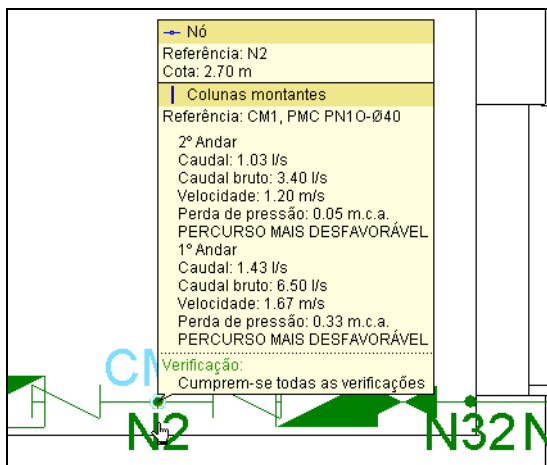 Nó
Referência: N2
Cota: 2.70 m
Colunas montantes
Referência: CM1, PMC PN1O-Ø40
2º Andar
Caudal: 1.03 l/s
Caudal bruto: 3.40 l/s
Velocidade: 1.20 m/s
Perda de pressão: 0.05 m.c.a.
PERCURSO MAIS DESFAVORÁVEL
1º Andar
Caudal: 1.43 l/s
Caudal bruto: 6.50 l/s
Velocidade: 1.67 m/s
Perda de pressão: 0.33 m.c.a.
PERCURSO MAIS DESFAVORÁVEL
Verificação:
Cumprem-se todas as verificações
N2
N32